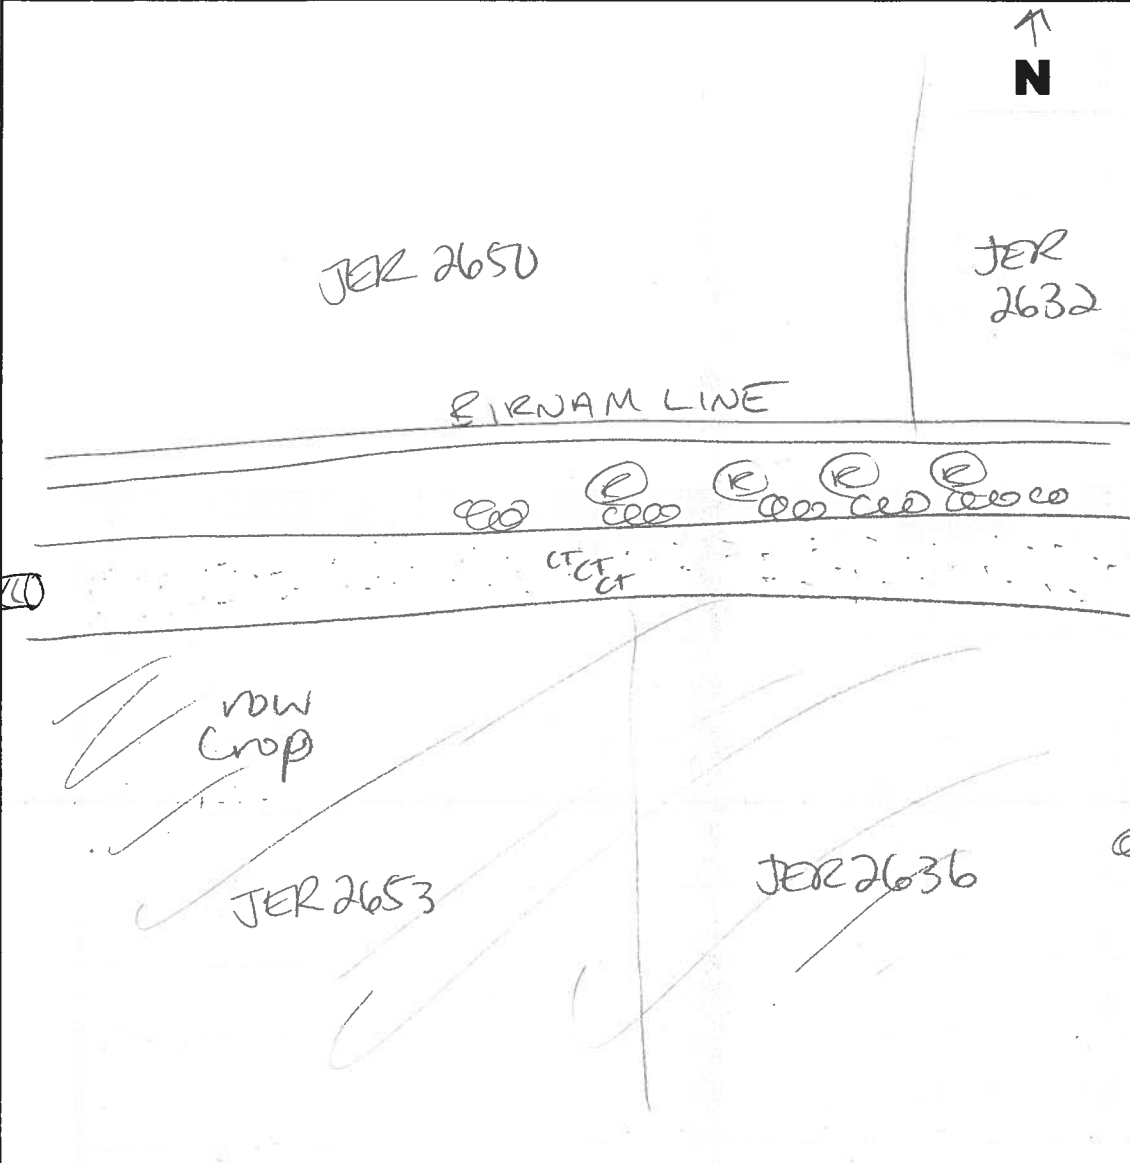 N
JER 2650
JER
2632
BIRNAM LINE
R R R R
CT CT CT
row
crop
JER 2653
JER 2636